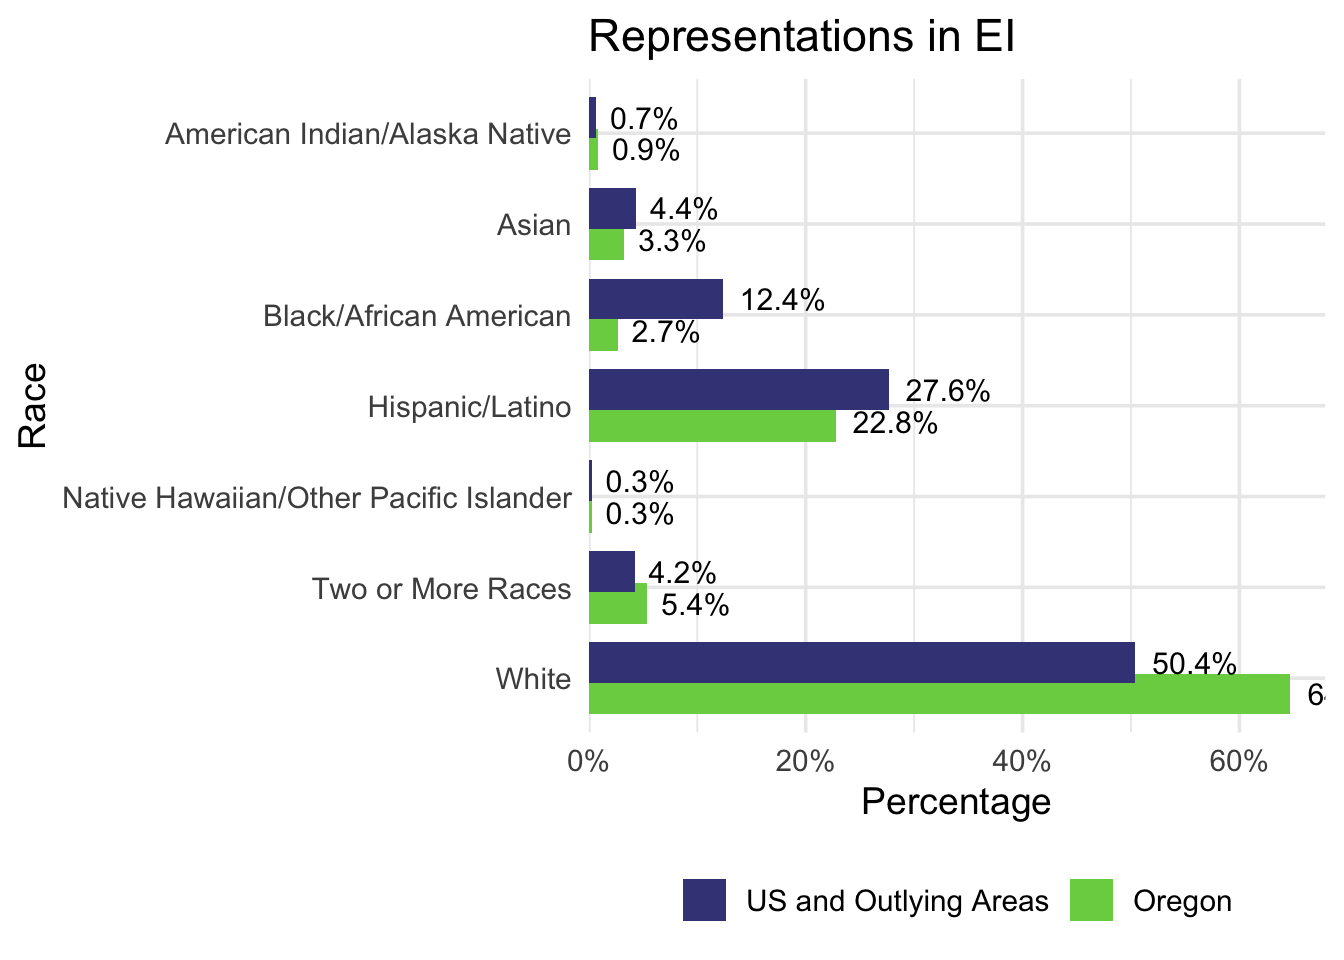 Representations in EI
American Indian/Alaska Native
0.7%
0.9%
Asian
4.4%
3.3%
Black/African American
12.4%
2.7%
Race
Hispanic/Latino
27.6%
22.8%
Native Hawaiian/Other Pacific Islander
0.3%
0.3%
Two or More Races
4.2%
5.4%
White
50.4%
0% 20% 40% 60%
Percentage
US and Outlying Areas Oregon